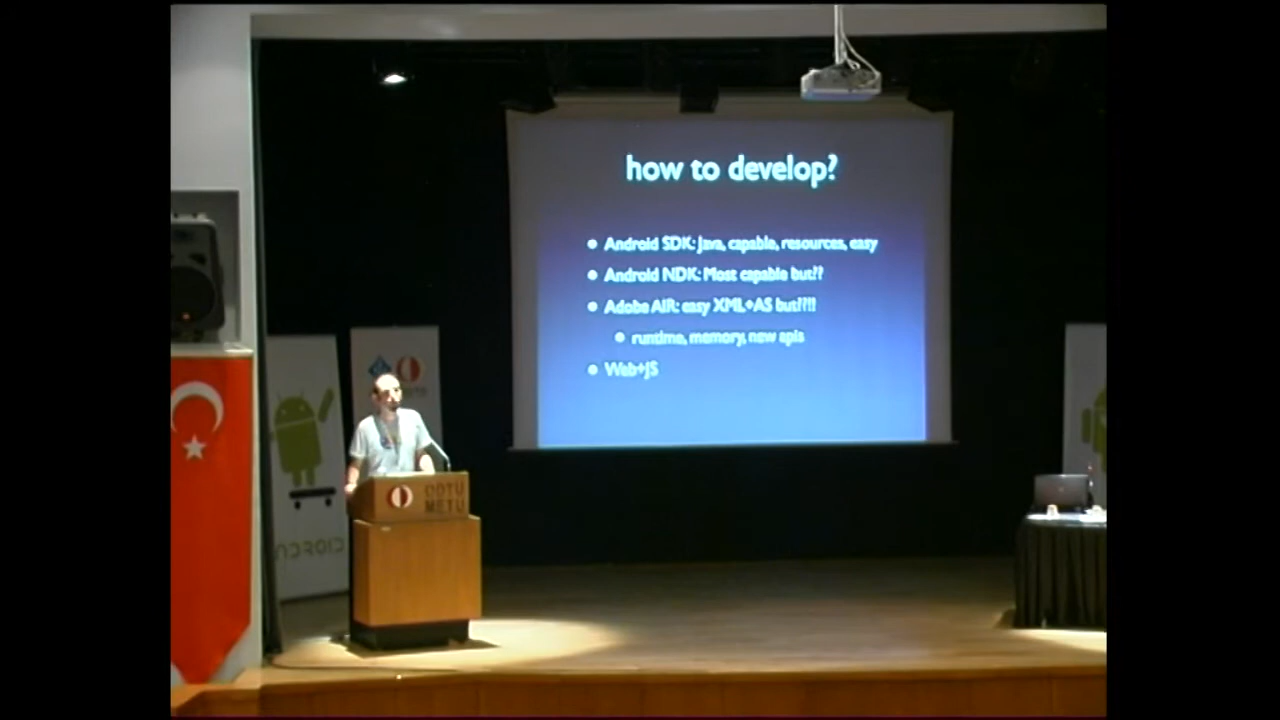 how to develop?
Android SDK: Java, capable, resources, easy
Android NDK: Most capable but??
Adobe AIR: easy XML+AS but??!!
runtime, memory, new apis
Web+JS
ODTÜ
METU
ANDROID